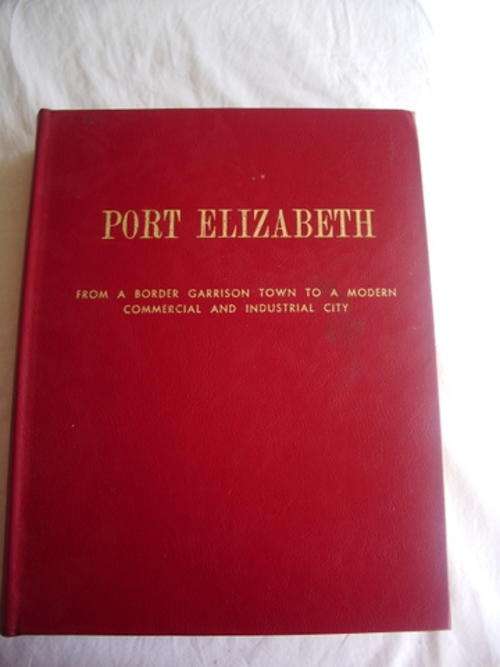 PORT ELIZABETH
FROM A BORDER GARRISON TOWN TO A MODERN
COMMERCIAL AND INDUSTRIAL CITY